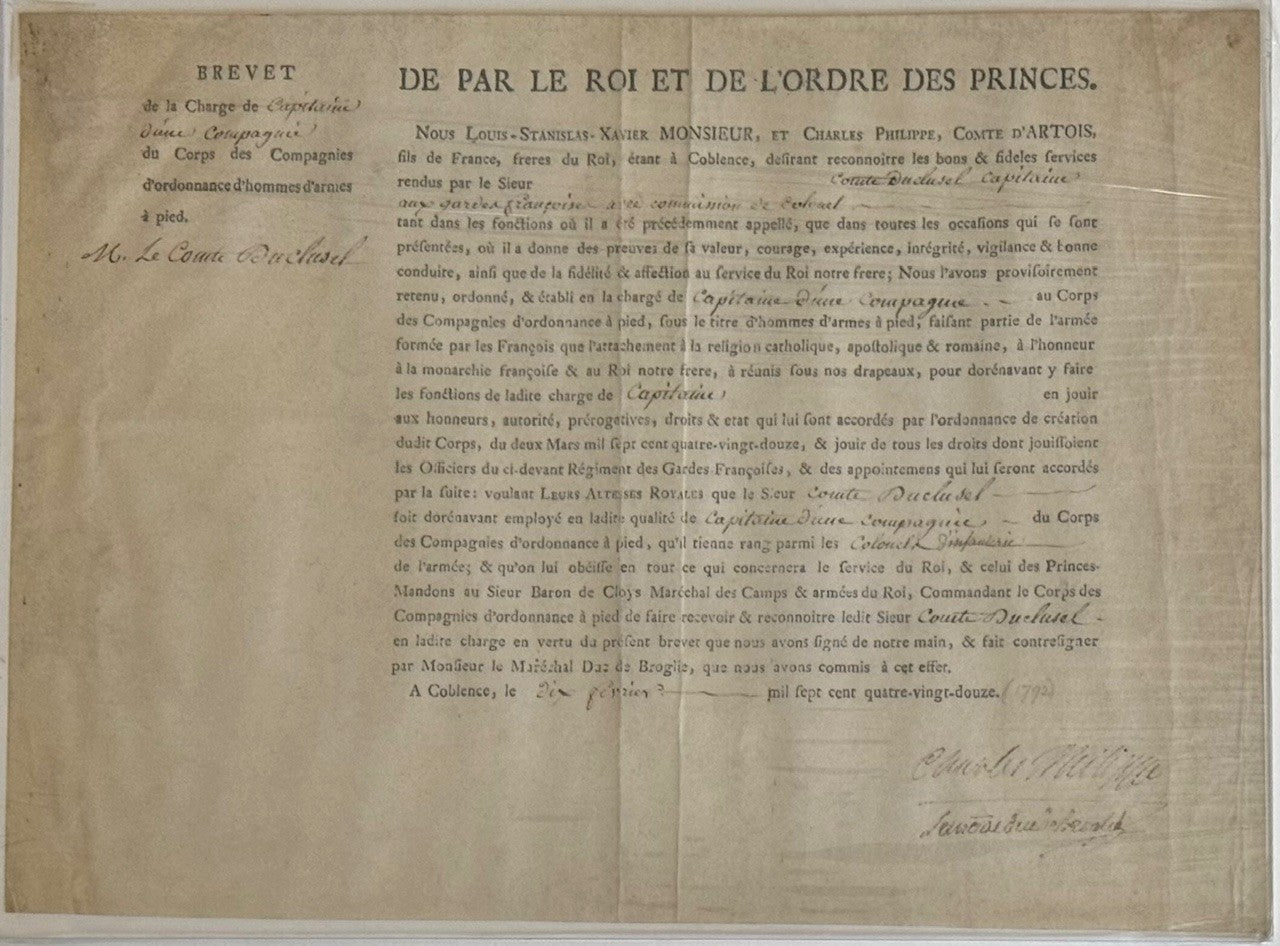 BREVET
de la Charge de Capitaine
d'une Compagnie
du Corps des Compagnies
d'ordonnance d'hommes d'armes
à pied.
M. Le Comte Duclusel
DE PAR LE ROI ET DE L'ORDRE DES PRINCES.
Nous Louis-Stanislas-Xavier MONSIEUR, et Charles Philippe, Comte d'ARTOIS,
fils de France, freres du Roi, étant à Coblence, deſirant reconnoitre les bons & fideles ſervices
rendus par le Sieur Comte Duclusel Capitaine
aux gardes françoises avec commission de Colonel
tant dans les fonctions où il a été précédemment appellé, que dans toutes les occaſions qui ſe ſont
préſentées, où il a donne des preuves de ſa valeur, courage, expérience, intégrité, vigilance & bonne
conduite, ainſi que de la fidélité & affection au ſervice du Roi notre frere; Nous l'avons proviſoirement
retenu, ordonné, & établi en la charge de Capitaine d'une Compagnie - - au Corps
des Compagnies d'ordonnance à pied, ſous le titre d'hommes d'armes à pied, faiſant partie de l'armée
formée par les François que l'attachement à la religion catholique, apoſtolique & romaine, à l'honneur
à la monarchie françoiſe & au Roi notre frere, à réunis ſous nos drapeaux, pour dorénavant y faire
les fonctions de ladite charge de Capitaine en jouir
aux honneurs, autorité, prérogatives, droits & etat qui lui ſont accordés par l'ordonnance de création
dudit Corps, du deux Mars mil ſept cent quatre-vingt-douze, & jouir de tous les droits dont jouiſſoient
les Officiers du ci-devant Régiment des Gardes Françoiſes, & des appointemens qui lui ſeront accordés
par la ſuite: voulant Leurs Altesses Royales que le Sieur Comte Duclusel -
ſoit dorénavant employé en ladite qualité de Capitaine d'une compagnie - du Corps
des Compagnies d'ordonnance à pied, qu'il tienne rang parmi les Colonels d'infanterie
de l'armée; & qu'on lui obéiſſe en tout ce qui concernera le ſervice du Roi, & celui des Princes-
Mandons au Sieur Baron de Cloys Maréchal des Camps & armées du Roi, Commandant le Corps des
Compagnies d'ordonnance à pied de faire recevoir & reconnoitre ledit Sieur Comte Duclusel -
en ladite charge en vertu du préſent brevet que nous avons ſigné de notre main, & fait contreſigner
par Monſieur le Maréchal Duc de Broglie, que nous avons commis à cet effet.
A Coblence, le Dix février mil ſept cent quatre-vingt-douze. (1792)
Charles Philippe